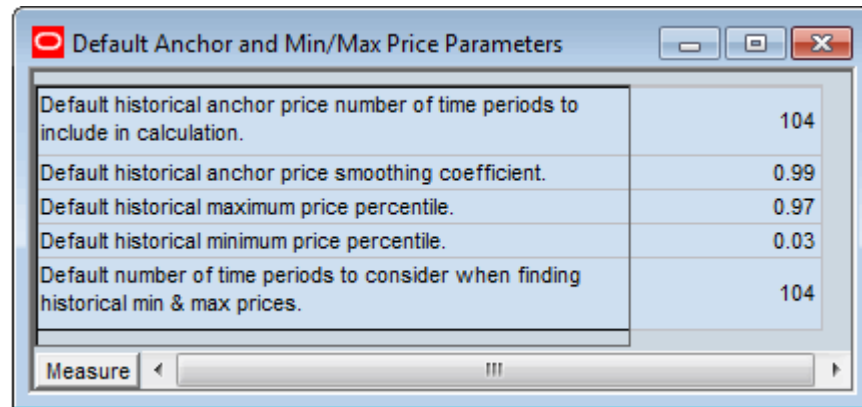 Default Anchor and Min/Max Price Parameters
Default historical anchor price number of time periods to
include in calculation.
104
Default historical anchor price smoothing coefficient.
0.99
Default historical maximum price percentile.
0.97
Default historical minimum price percentile.
0.03
Default number of time periods to consider when finding
historical min & max prices.
104
Measure